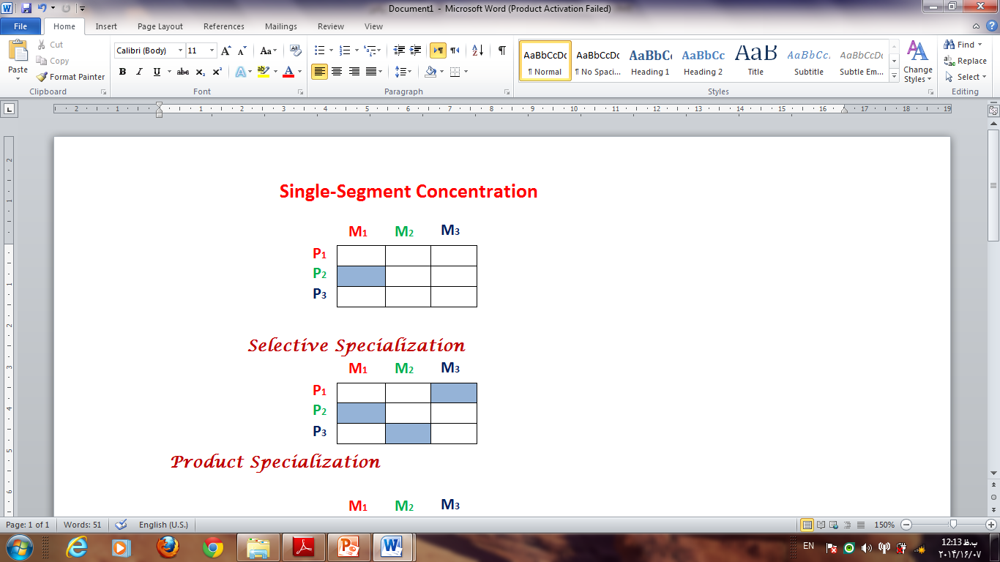 Document1 - Microsoft Word (Product Activation Failed)
File Home Insert Page Layout References Mailings Review View
Paste Cut Copy Format Painter
Calibri (Body) 11
AaBbCcDc AaBbCcDc AaBbCc AaBbCc AaB AaBbCc. AaBbCcDc
¶ Normal ¶ No Spaci... Heading 1 Heading 2 Title Subtitle Subtle Em...
Change Styles
Find Replace Select
Clipboard Font Paragraph Styles Editing
2 1 1 2 3 4 5 6 7 8 9 10 11 12 13 14 15 16 17 18 19
Single-Segment Concentration
M1 M2 M3
P1
P2
P3
Selective Specialization
M1 M2 M3
P1
P2
P3
Product Specialization
M1 M2 M3
Page: 1 of 1 Words: 51 English (U.S.) 150%
EN 12:13 ب.ظ
۲۰۱۴/۱۶/۰۷